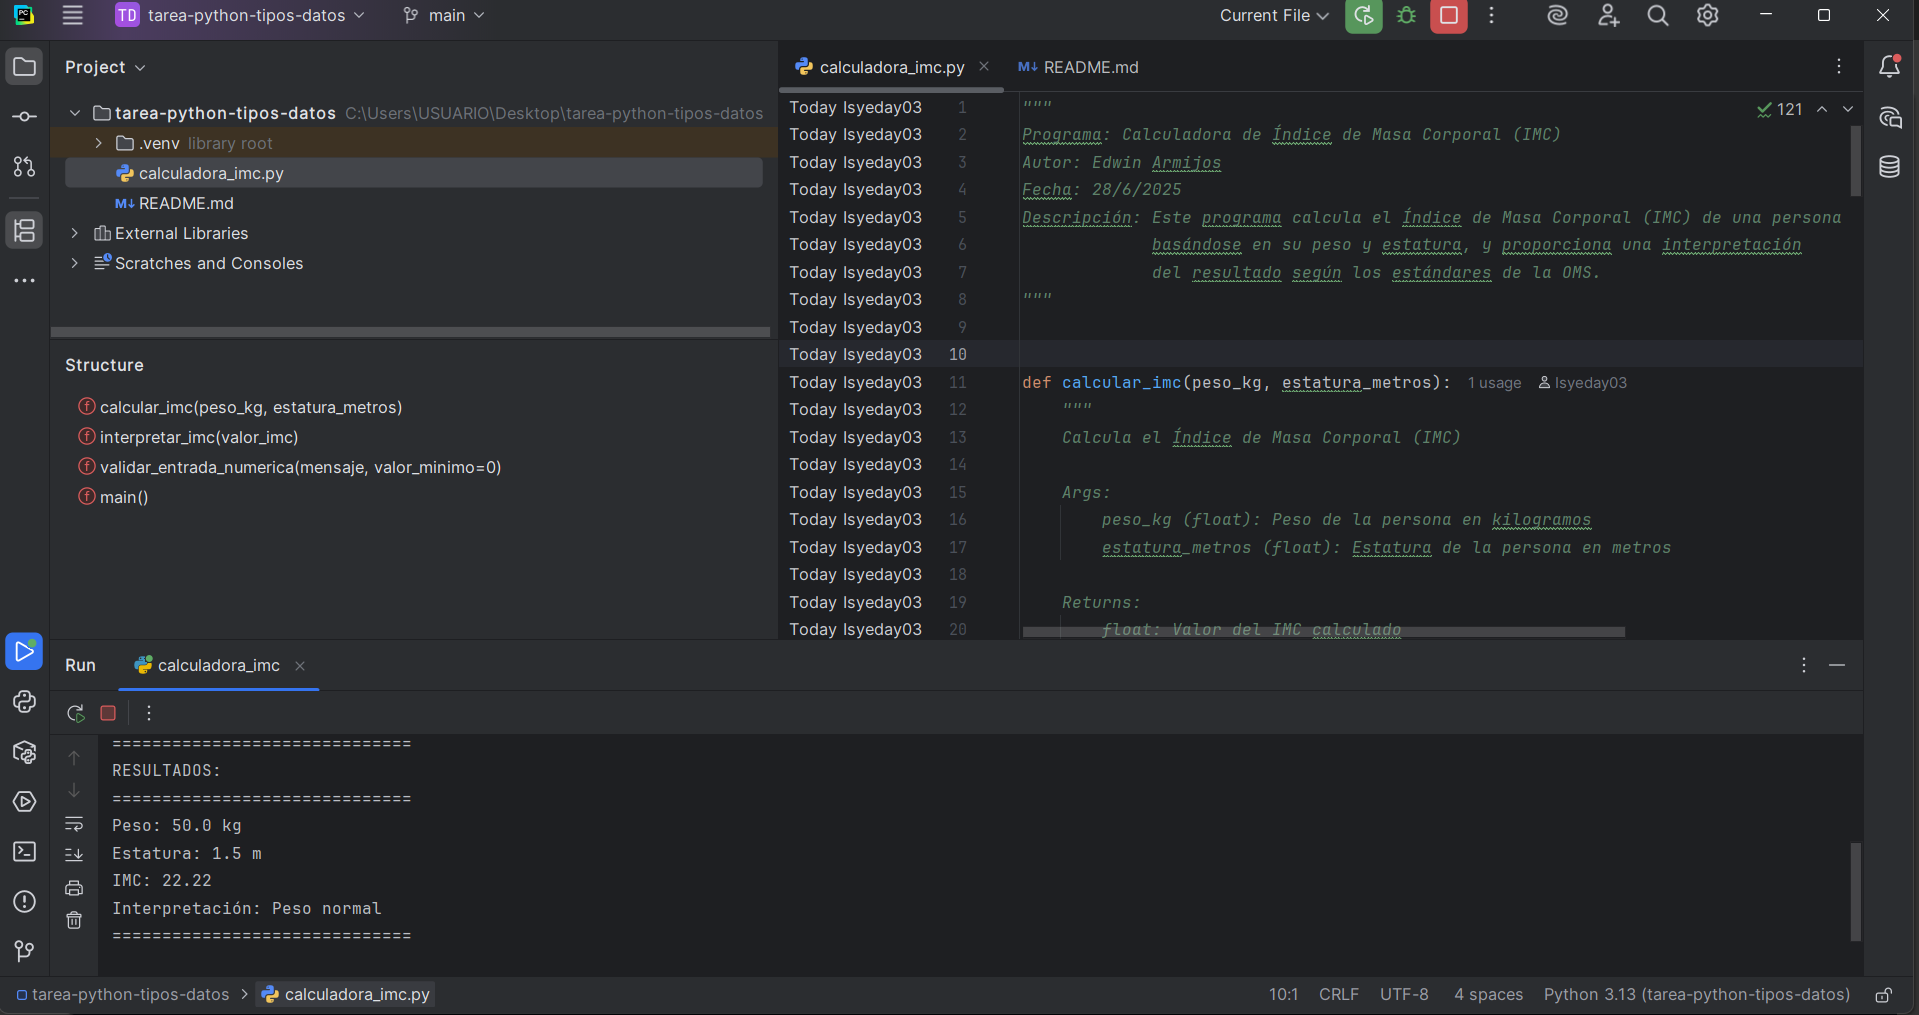 PC TD tarea-python-tipos-datos main Current File
Project
tarea-python-tipos-datos C:\Users\USUARIO\Desktop\tarea-python-tipos-datos
.venv library root
calculadora_imc.py
M↓ README.md
External Libraries
Scratches and Consoles
Structure
f calcular_imc(peso_kg, estatura_metros)
f interpretar_imc(valor_imc)
f validar_entrada_numerica(mensaje, valor_minimo=0)
f main()
calculadora_imc.py M↓ README.md
121
Today Isyeday03 1 """
Today Isyeday03 2 Programa: Calculadora de Índice de Masa Corporal (IMC)
Today Isyeday03 3 Autor: Edwin Armijos
Today Isyeday03 4 Fecha: 28/6/2025
Today Isyeday03 5 Descripción: Este programa calcula el Índice de Masa Corporal (IMC) de una persona
Today Isyeday03 6 basándose en su peso y estatura, y proporciona una interpretación
Today Isyeday03 7 del resultado según los estándares de la OMS.
Today Isyeday03 8 """
Today Isyeday03 9
Today Isyeday03 10
Today Isyeday03 11 def calcular_imc(peso_kg, estatura_metros): 1 usage Isyeday03
Today Isyeday03 12 """
Today Isyeday03 13 Calcula el Índice de Masa Corporal (IMC)
Today Isyeday03 14
Today Isyeday03 15 Args:
Today Isyeday03 16 peso_kg (float): Peso de la persona en kilogramos
Today Isyeday03 17 estatura_metros (float): Estatura de la persona en metros
Today Isyeday03 18
Today Isyeday03 19 Returns:
Today Isyeday03 20 float: Valor del IMC calculado
Run calculadora_imc
==============================
RESULTADOS:
==============================
Peso: 50.0 kg
Estatura: 1.5 m
IMC: 22.22
Interpretación: Peso normal
==============================
tarea-python-tipos-datos > calculadora_imc.py 10:1 CRLF UTF-8 4 spaces Python 3.13 (tarea-python-tipos-datos)